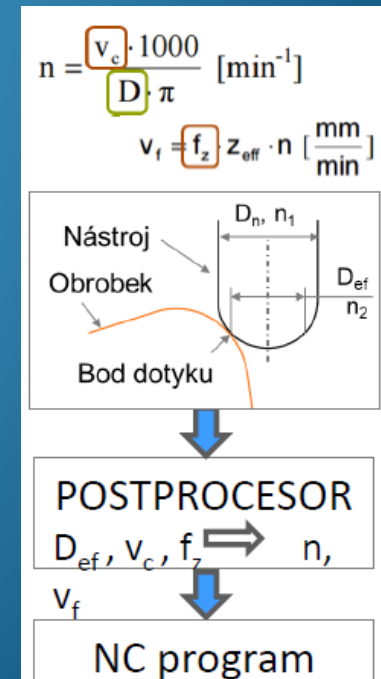 n = v_c · 1000 / D · π [min⁻¹]
v_f = f_z · z_eff · n [mm/min]
D_n, n_1
Nástroj
D_ef
Obrobek
n_2
Bod dotyku
POSTPROCESOR
D_ef, v_c, f_z ⇒ n,
v_f
NC program